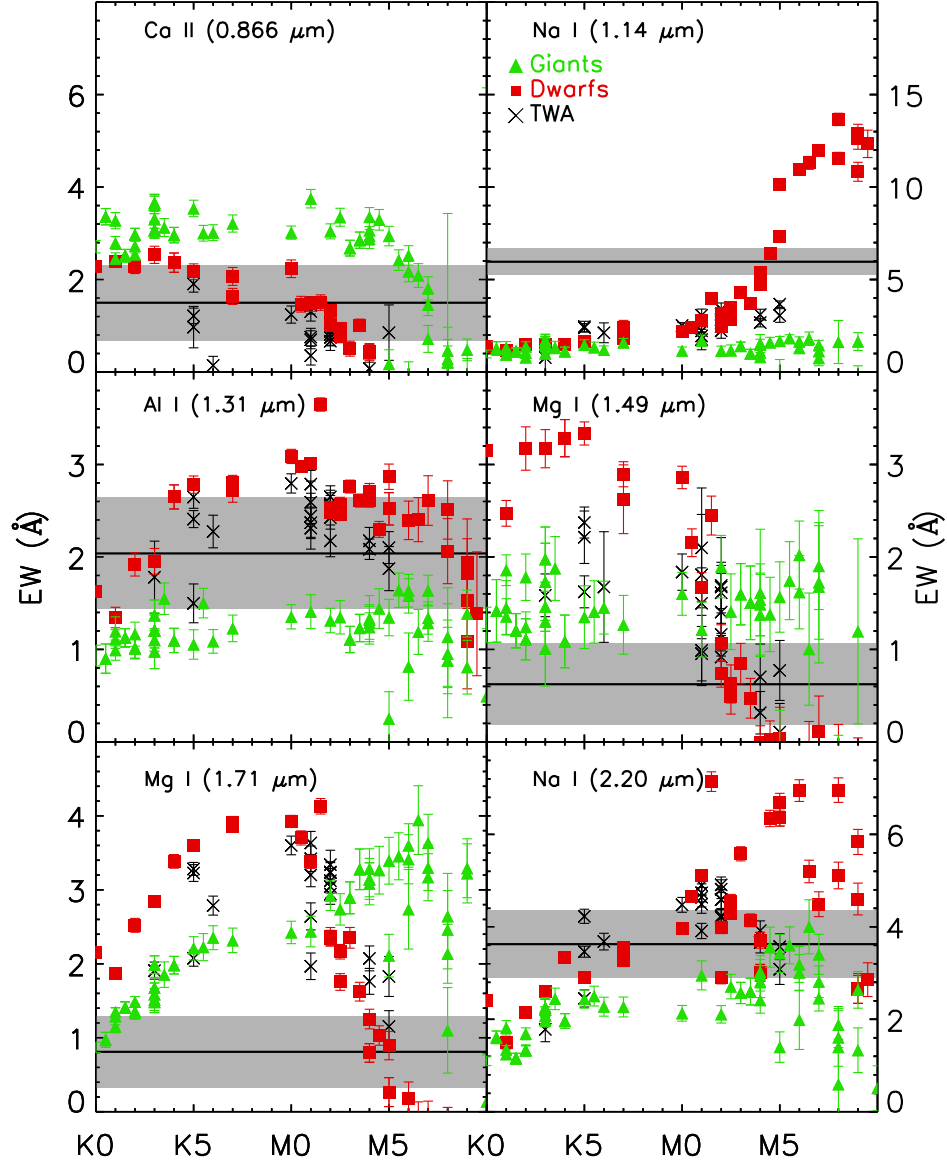 Ca II (0.866 μm)
Na I (1.14 μm)
Giants
Dwarfs
TWA
6
4
2
0
15
10
5
0
Al I (1.31 μm)
Mg I (1.49 μm)
3
2
1
0
3
2
1
0
EW (Å)
EW (Å)
Mg I (1.71 μm)
Na I (2.20 μm)
4
3
2
1
0
6
4
2
0
K0 K5 M0 M5 K0 K5 M0 M5